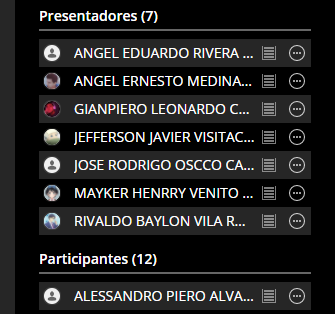 Presentadores (7)
ANGEL EDUARDO RIVERA ...
ANGEL ERNESTO MEDINA...
GIANPIERO LEONARDO C...
JEFFERSON JAVIER VISITAC...
JOSE RODRIGO OSCCO CA...
MAYKER HENRRY VENITO ...
RIVALDO BAYLON VILA R...
Participantes (12)
ALESSANDRO PIERO ALVA...